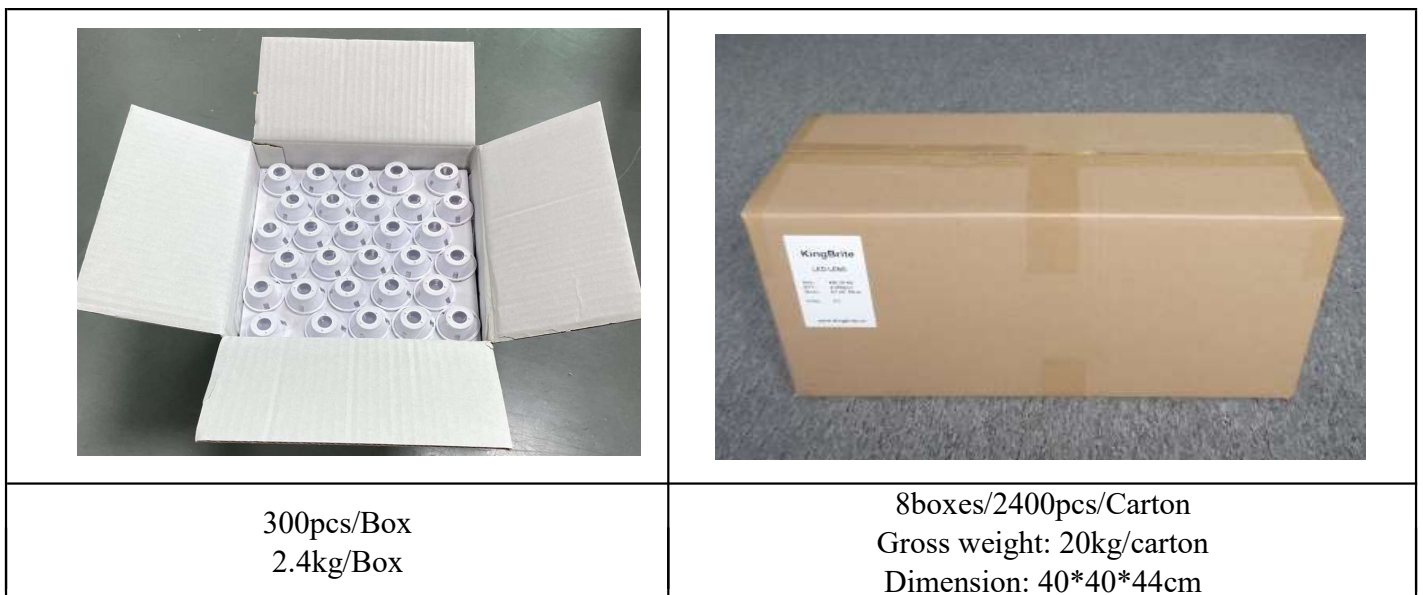 KingBrite
LED LENS
300pcs/Box
2.4kg/Box
8boxes/2400pcs/Carton
Gross weight: 20kg/carton
Dimension: 40*40*44cm